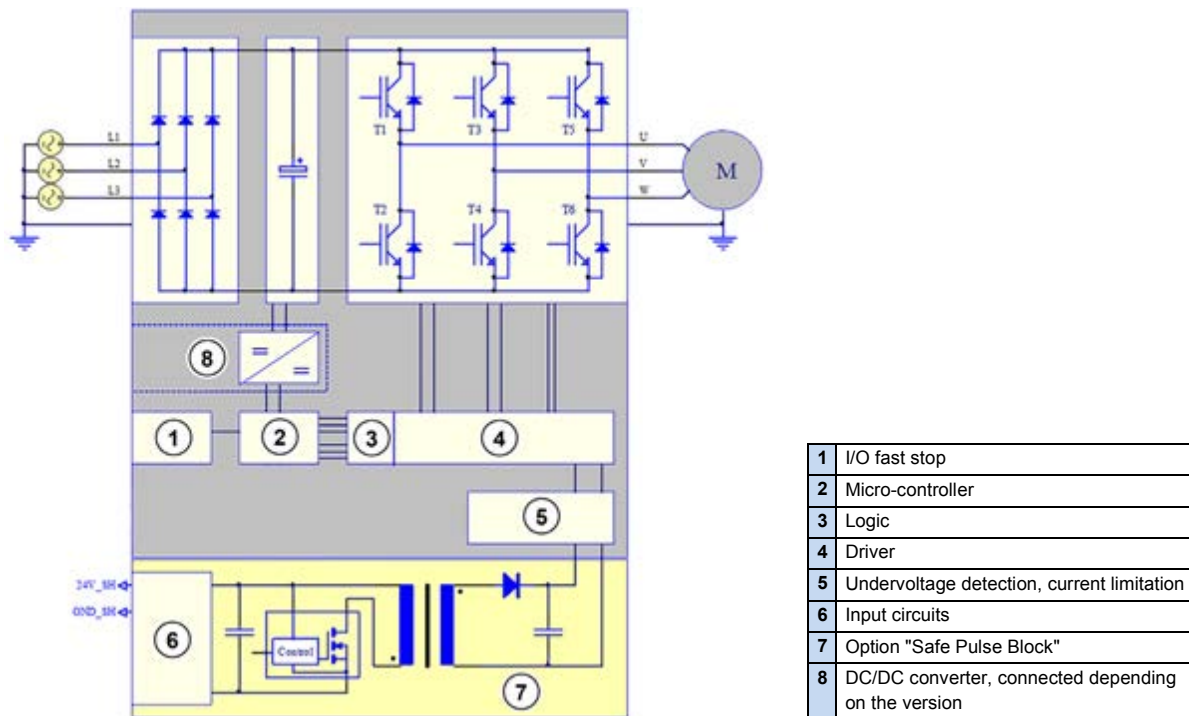 T1
T3
T5
L1
L2
L3
U
V
W
M
T2
T4
T6
8
1
2
3
4
5
24V_SH
GND_SH
6
Control
7
1 I/O fast stop
2 Micro-controller
3 Logic
4 Driver
5 Undervoltage detection, current limitation
6 Input circuits
7 Option "Safe Pulse Block"
8 DC/DC converter, connected depending
on the version